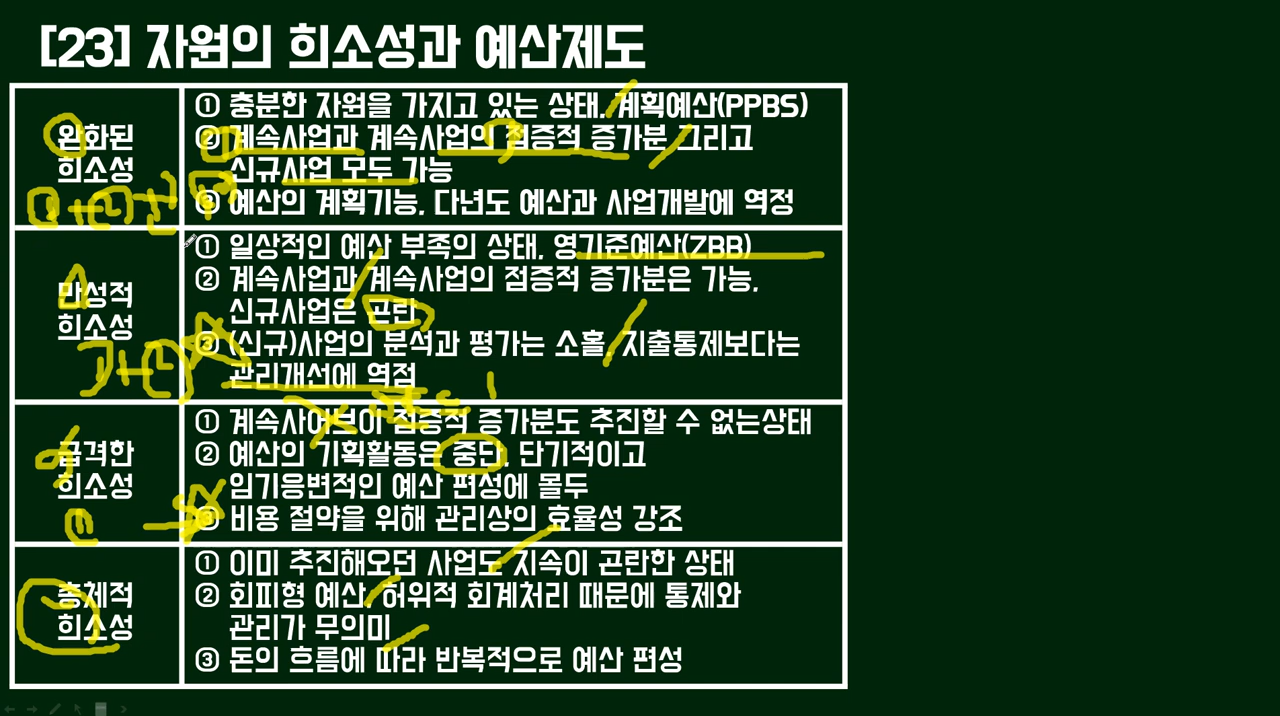 [23] 자원의 희소성과 예산제도
완화된
희소성
① 충분한 자원을 가지고 있는 상태, 계획예산(PPBS)
② 계속사업과 계속사업의 점증적 증가분 그리고
신규사업 모두 가능
③ 예산의 계획기능, 다년도 예산과 사업개발에 역정
만성적
희소성
① 일상적인 예산 부족의 상태, 영기준예산(ZBB)
② 계속사업과 계속사업의 점증적 증가분은 가능,
신규사업은 곤란
③ (신규)사업의 분석과 평가는 소홀, 지출통제보다는
관리개선에 역점
급격한
희소성
① 계속사어브이 점증적 증가분도 추진할 수 없는상태
② 예산의 기획활동은 중단, 단기적이고
임기응변적인 예산 편성에 몰두
③ 비용 절약을 위해 관리상의 효율성 강조
총체적
희소성
① 이미 추진해오던 사업도 지속이 곤란한 상태
② 회피형 예산, 허위적 회계처리 때문에 통제와
관리가 무의미
③ 돈의 흐름에 따라 반복적으로 예산 편성